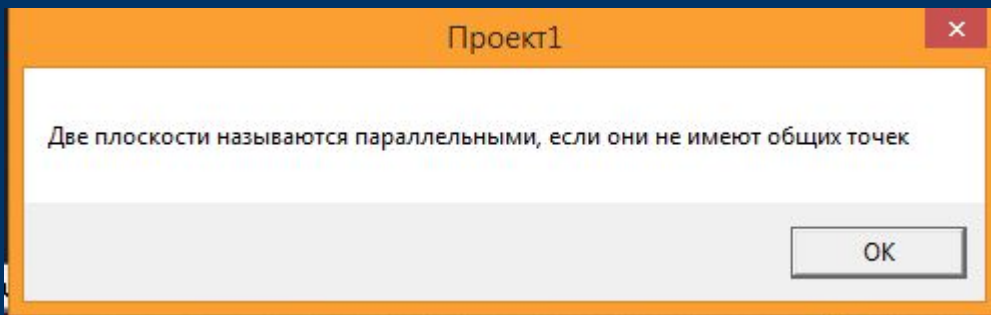 Проект1
Две плоскости называются параллельными, если они не имеют общих точек
OK